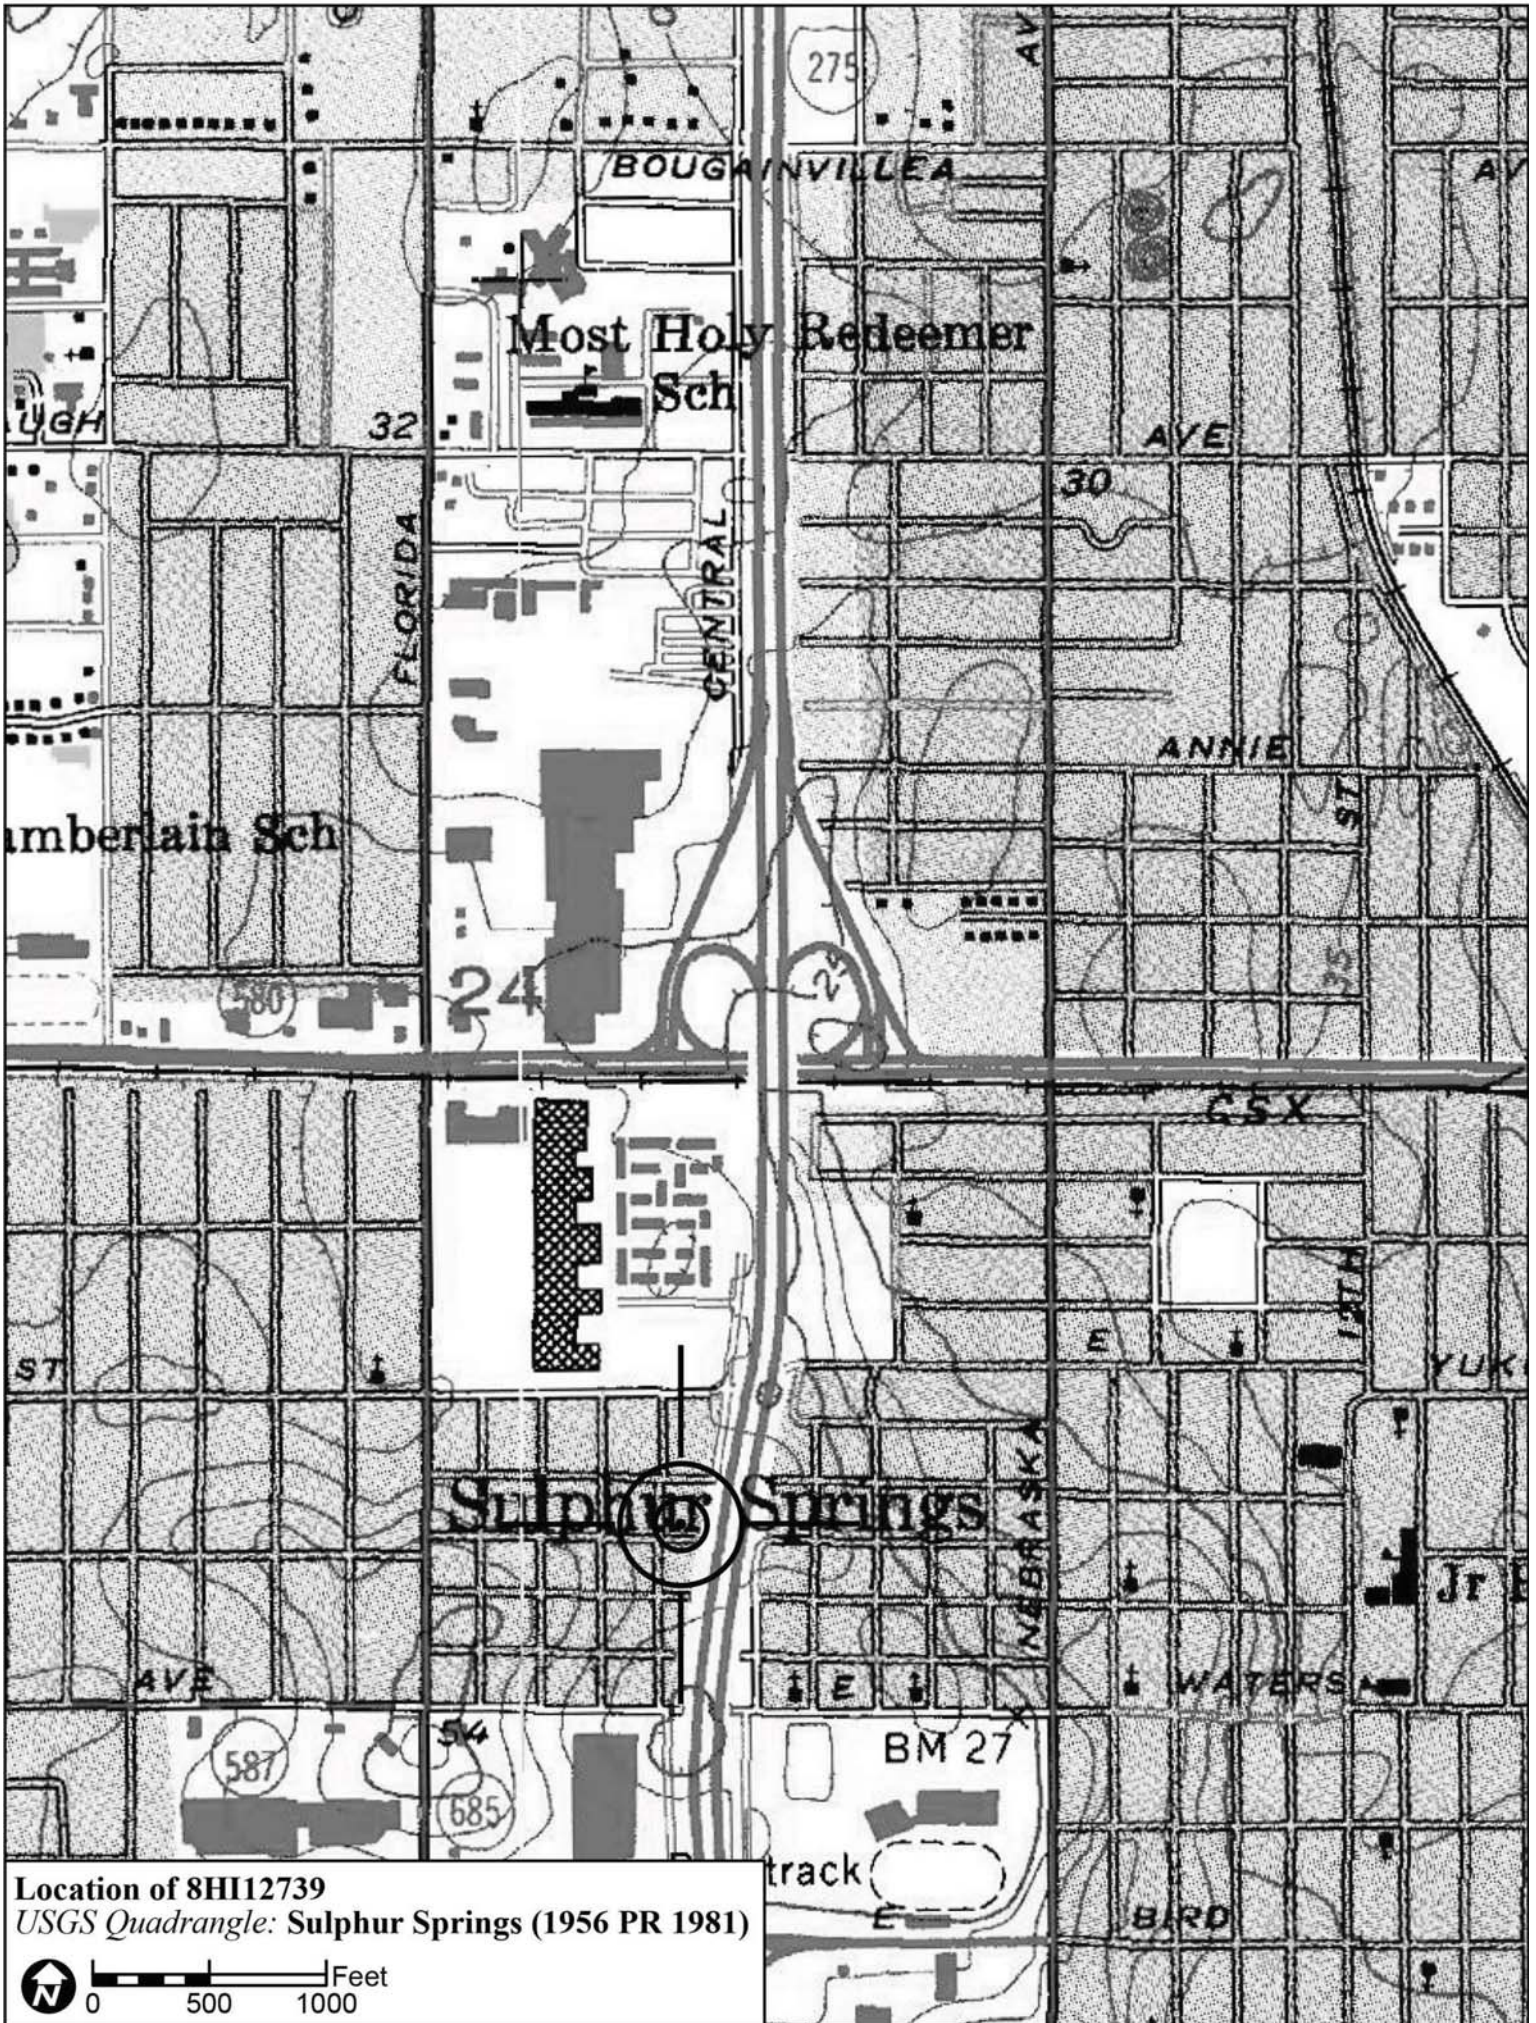 275
AV
BOUGAINVILLEA
AV
Most Holy Redeemer
Sch
UGH
32
AVE
30
FLORIDA
CENTRAL
ANNIE
ST
amberlain Sch
580
24
35
CSX
12TH
E
ST
YUK
NEBRASKA
Sulphur Springs
Jr
AVE
E
WATERS
54
587
685
BM 27
track
E
BIRD
Location of 8HI12739
USGS Quadrangle: Sulphur Springs (1956 PR 1981)
N
Feet
0 500 1000